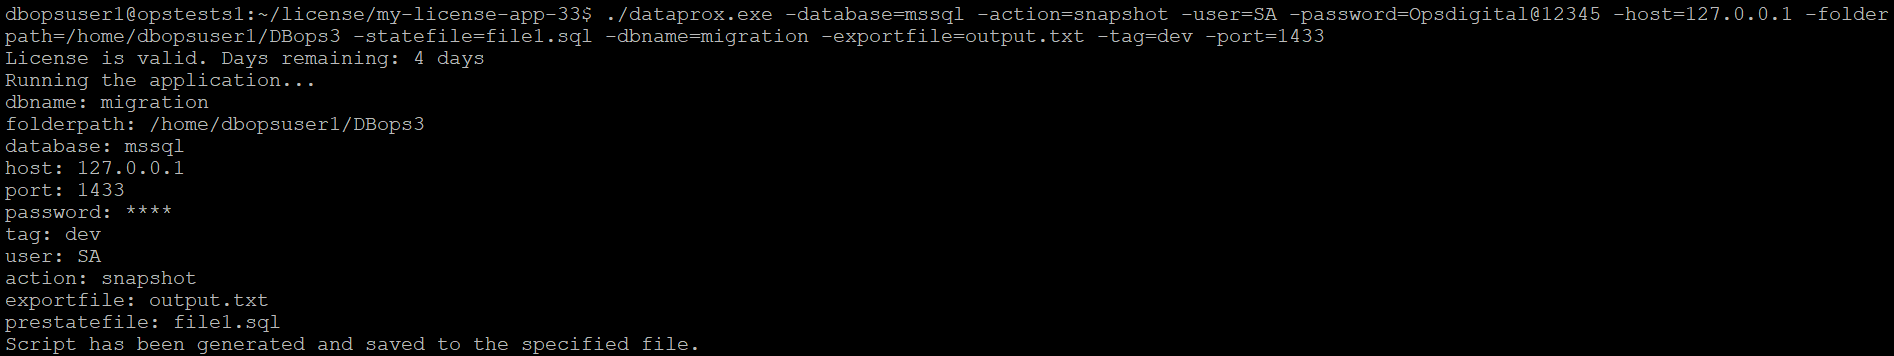 dbopsuser1@opstests1:~/license/my-license-app-33$ ./dataprox.exe -database=mssql -action=snapshot -user=SA -password=Opsdigital@12345 -host=127.0.0.1 -folder
path=/home/dbopsuser1/DBops3 -statefile=file1.sql -dbname=migration -exportfile=output.txt -tag=dev -port=1433
License is valid. Days remaining: 4 days
Running the application...
dbname: migration
folderpath: /home/dbopsuser1/DBops3
database: mssql
host: 127.0.0.1
port: 1433
password: ****
tag: dev
user: SA
action: snapshot
exportfile: output.txt
prestatefile: file1.sql
Script has been generated and saved to the specified file.